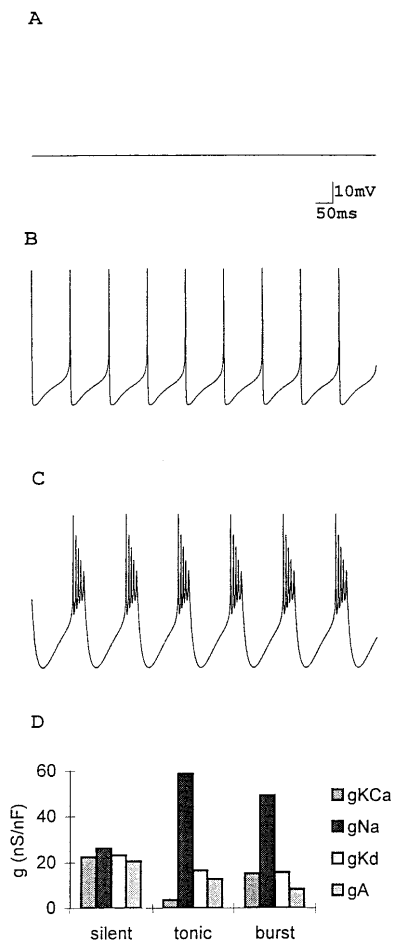 A
10mV
50ms
B
C
D
g (nS/nF)
60
40
20
0
silent
tonic
burst
gKCa
gNa
gKd
gA